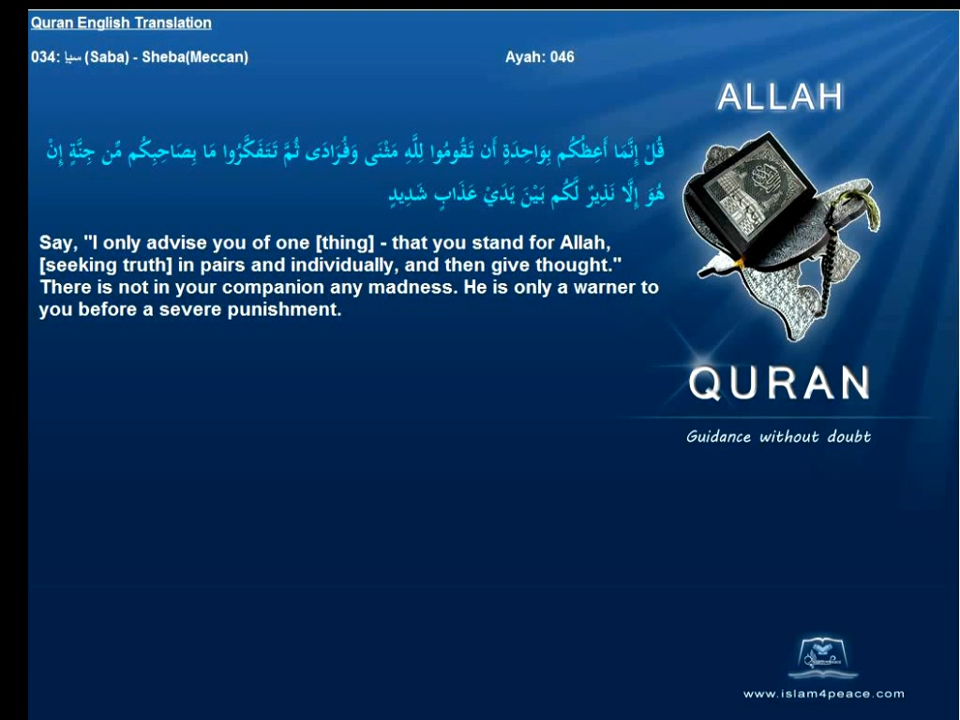 Quran English Translation
034: سبأ (Saba) - Sheba(Meccan) Ayah: 046
ALLAH
قُلْ إِنَّمَا أَعِظُكُم بِوَاحِدَةٍ أَن تَقُومُوا لِلَّهِ مَثْنَى وَفُرَادَى ثُمَّ تَتَفَكَّرُوا مَا بِصَاحِبِكُم مِّن جِنَّةٍ إِنْ
هُوَ إِلَّا نَذِيرٌ لَّكُم بَيْنَ يَدَيْ عَذَابٍ شَدِيدٍ
Say, "I only advise you of one [thing] - that you stand for Allah,
[seeking truth] in pairs and individually, and then give thought."
There is not in your companion any madness. He is only a warner to
you before a severe punishment.
QURAN
Guidance without doubt
www.islam4peace.com